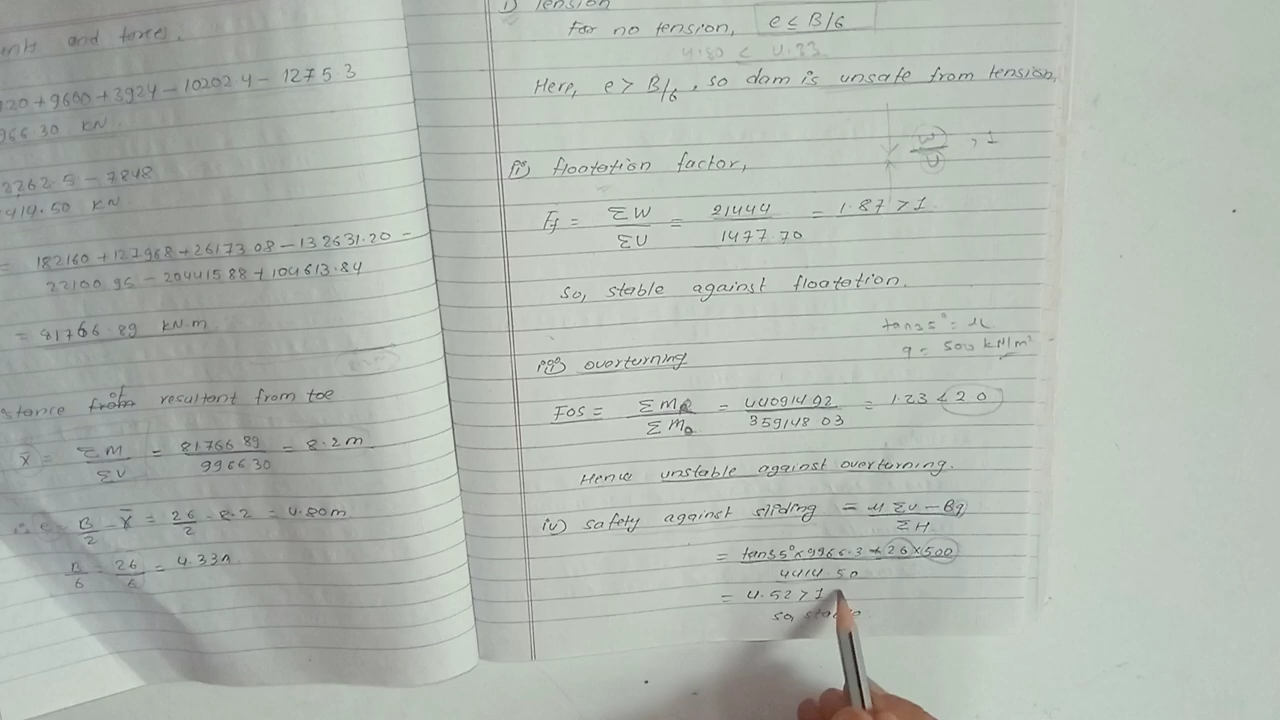 and force.
920+9600+3924-10202.4-1275.3
966.30 KN.
2262.5-7848
414.50 KN
= 182160+127968+26173.08-132631.20-
22100.95-204415.88+104613.84
= 81766.89 KN.m
of resultant from toe
x̄ = ΣM/ΣV = 81766.89/9966.30 = 8.2m
∴ e = B/2 - x̄ = 26/2 - 8.2 = 4.80m
B/6 = 26/6 = 4.33m
i) Tension
For no tension, e ≤ B/6
4.80 ≤ 4.33
Here, e > B/6, so dam is unsafe from tension.
W/U > 1
ii) floatation factor,
Ff = ΣW/ΣU = 21444/1477.70 = 1.87 > 1
So, stable against floatation.
tan35° = μ
q = 500 kN/m²
iii) overturning
FOS = ΣMR/ΣMo = 440914.92/359148.03 = 1.23 < 2.0
Hence unstable against overturning.
iv) safety against sliding = μ ΣV - Bq/ΣH
= tan35°×9966.3+26×500/4414.50
= 4.52 > 1
so,